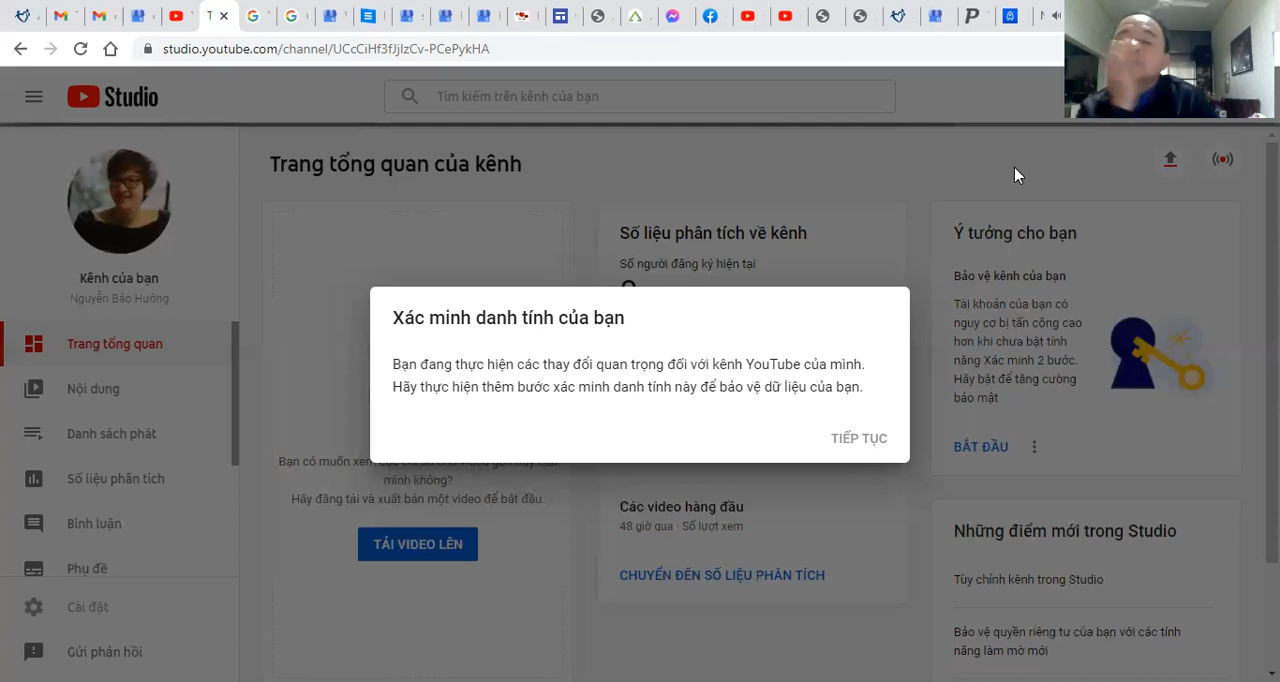 studio.youtube.com/channel/UCcCiHf3fJjlzCv-PCePykHA
Studio
Tìm kiếm trên kênh của bạn
Kênh của bạn
Nguyễn Bảo Hường
Trang tổng quan
Nội dung
Danh sách phát
Số liệu phân tích
Bình luận
Phụ đề
Cài đặt
Gửi phản hồi
Trang tổng quan của kênh
Bạn có muốn xem
mình không?
Hãy đăng tải và xuất bản một video để bắt đầu.
TẢI VIDEO LÊN
Số liệu phân tích về kênh
Số người đăng ký hiện tại
Xác minh danh tính của bạn
Bạn đang thực hiện các thay đổi quan trọng đối với kênh YouTube của mình.
Hãy thực hiện thêm bước xác minh danh tính này để bảo vệ dữ liệu của bạn.
TIẾP TỤC
Các video hàng đầu
48 giờ qua · Số lượt xem
CHUYỂN ĐẾN SỐ LIỆU PHÂN TÍCH
Ý tưởng cho bạn
Bảo vệ kênh của bạn
Tài khoản của bạn có
nguy cơ bị tấn công cao
hơn khi chưa bật tính
năng Xác minh 2 bước.
Hãy bật để tăng cường
bảo mật
BẮT ĐẦU
Những điểm mới trong Studio
Tùy chỉnh kênh trong Studio
Bảo vệ quyền riêng tư của bạn với các tính
năng làm mờ mới